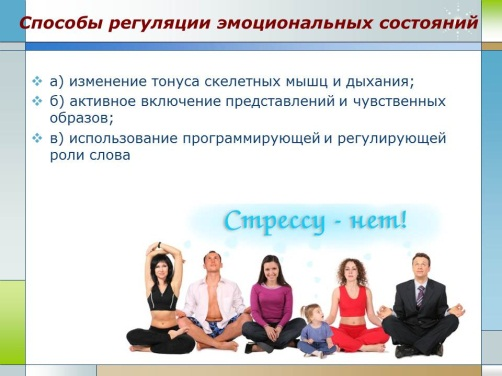 Способы регуляции эмоциональных состояний
а) изменение тонуса скелетных мышц и дыхания;
б) активное включение представлений и чувственных
образов;
в) использование программирующей и регулирующей
роли слова
Стрессу - нет!